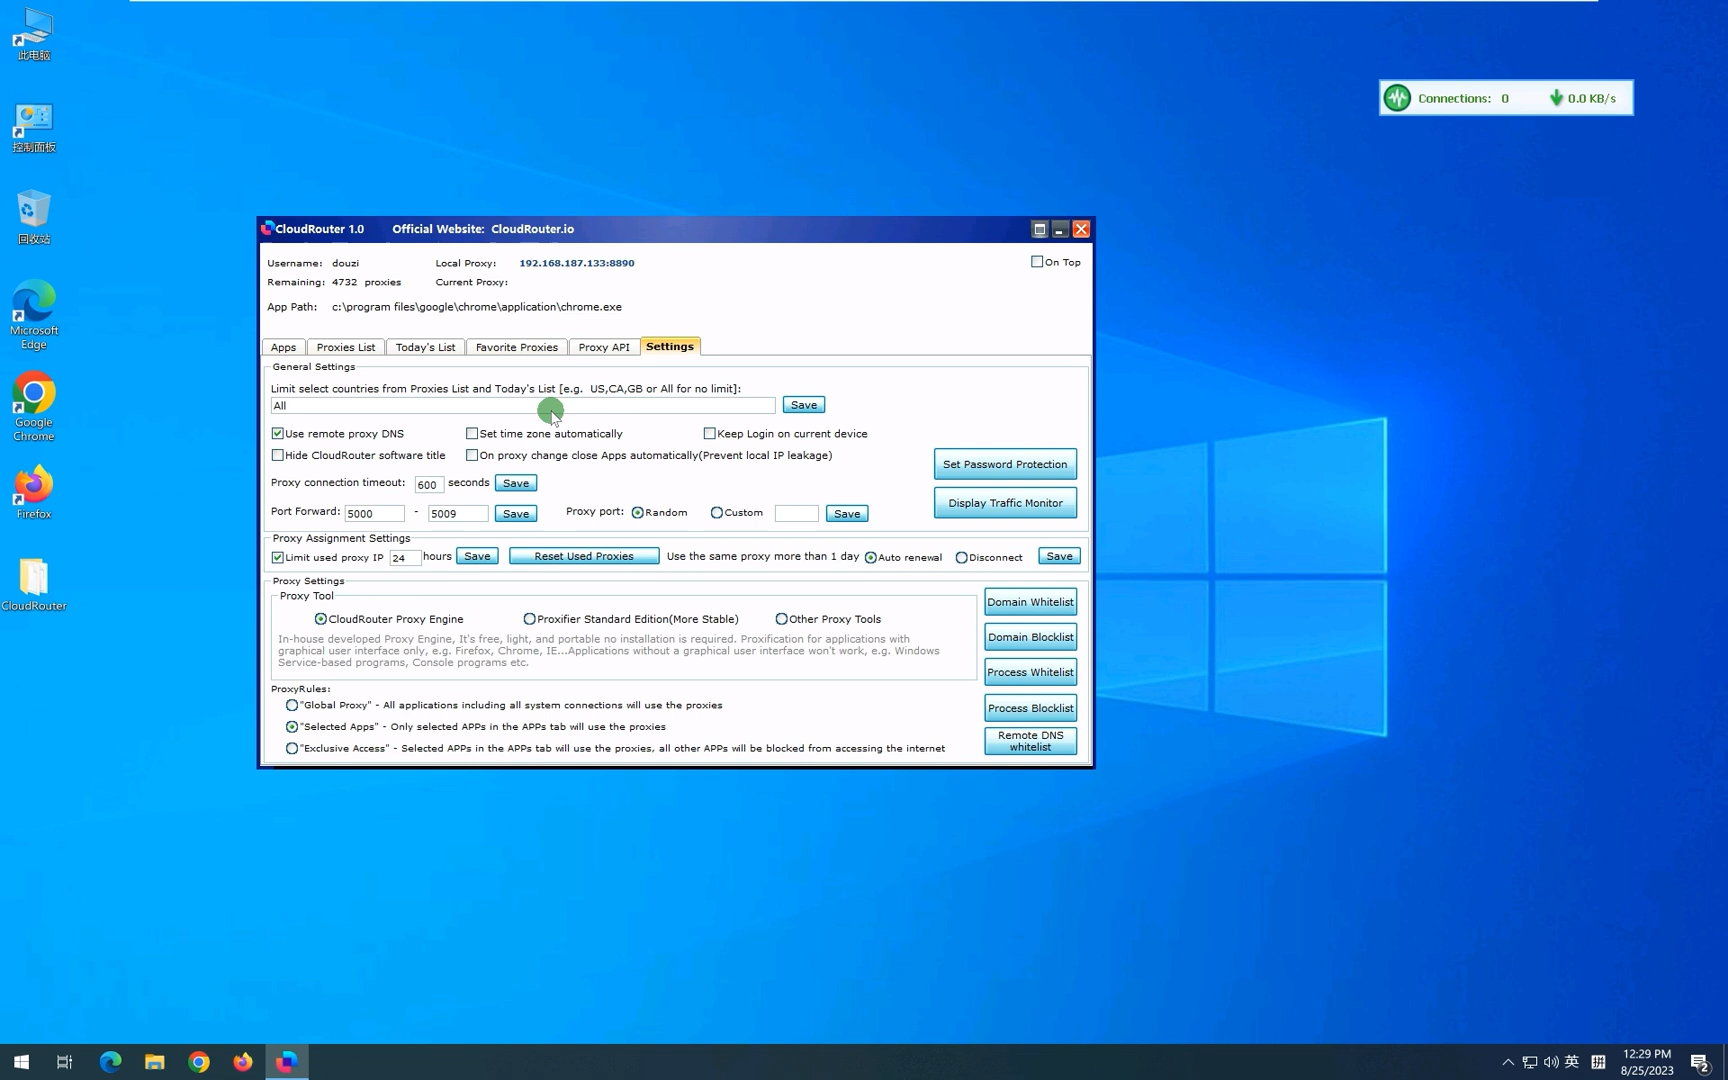 此电脑
控制面板
回收站
Microsoft
Edge
Google
Chrome
Firefox
CloudRouter
Connections: 0 0.0 KB/s
CloudRouter 1.0 Official Website: CloudRouter.io
Username: douzi Local Proxy: 192.168.187.133:8890 On Top
Remaining: 4732 proxies Current Proxy:
App Path: c:\program files\google\chrome\application\chrome.exe
Apps Proxies List Today's List Favorite Proxies Proxy API Settings
General Settings
Limit select countries from Proxies List and Today's List [e.g. US,CA,GB or All for no limit]:
All Save
Use remote proxy DNS Set time zone automatically Keep Login on current device
Hide CloudRouter software title On proxy change close Apps automatically(Prevent local IP leakage)
Set Password Protection
Proxy connection timeout: 600 seconds Save
Display Traffic Monitor
Port Forward: 5000 - 5009 Save Proxy port: Random Custom Save
Proxy Assignment Settings
Limit used proxy IP 24 hours Save Reset Used Proxies Use the same proxy more than 1 day Auto renewal Disconnect Save
Proxy Settings
Proxy Tool
CloudRouter Proxy Engine Proxifier Standard Edition(More Stable) Other Proxy Tools
In-house developed Proxy Engine, It's free, light, and portable no installation is required. Proxification for applications with
graphical user interface only, e.g. Firefox, Chrome, IE...Applications without a graphical user interface won't work, e.g. Windows
Service-based programs, Console programs etc.
Domain Whitelist
Domain Blocklist
Process Whitelist
Process Blocklist
Remote DNS
whitelist
ProxyRules:
"Global Proxy" - All applications including all system connections will use the proxies
"Selected Apps" - Only selected APPs in the APPs tab will use the proxies
"Exclusive Access" - Selected APPs in the APPs tab will use the proxies, all other APPs will be blocked from accessing the internet
英 拼 12:29 PM
8/25/2023
2